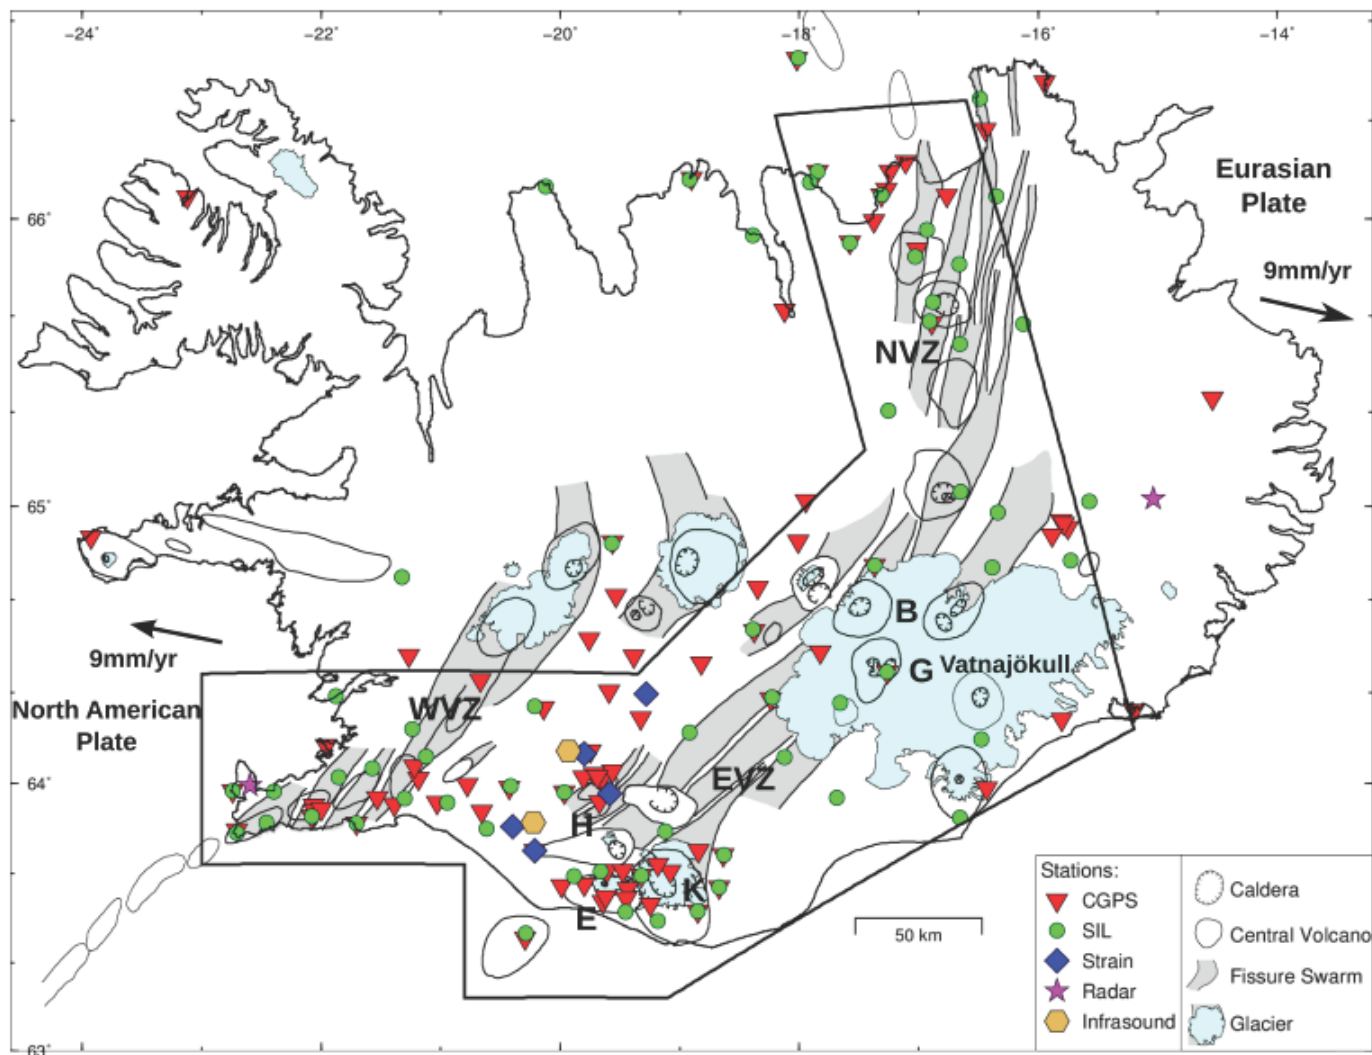 −24° −22° −20° −18° −16° −14°
66°
65°
64°
63°
Eurasian
Plate
9mm/yr
NVZ
9mm/yr
North American
Plate
WVZ
B
G Vatnajökull
EVZ
H
K
E
50 km
Stations:
CGPS
SIL
Strain
Radar
Infrasound
Caldera
Central Volcano
Fissure Swarm
Glacier